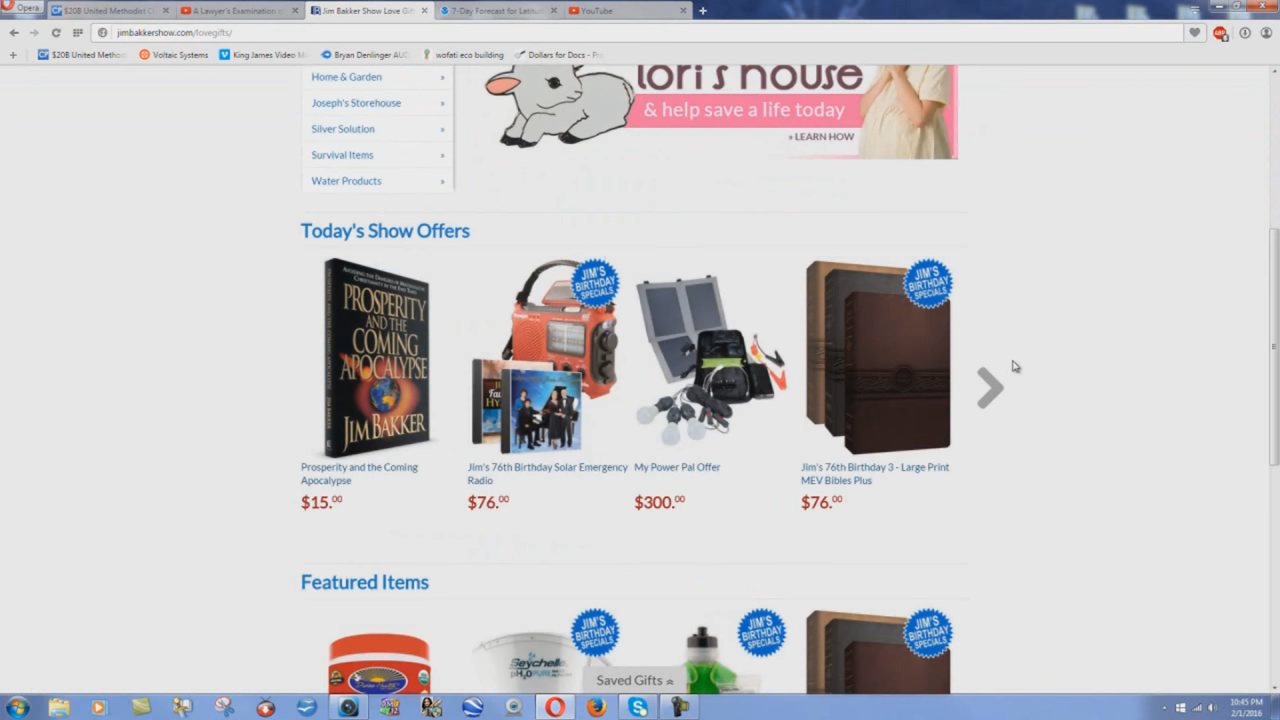 Opera
$20B United Methodist C
A Lawyer's Examination o
Jim Bakker Show Love Gif
7-Day Forecast for Latitu
YouTube
jimbakkershow.com/lovegifts/
$20B United Method
Voltaic Systems
King James Video M
Bryan Denlinger AUD
wofati eco building
Dollars for Docs - P
Home & Garden »
Joseph's Storehouse »
Silver Solution »
Survival Items »
Water Products »
lori's house
& help save a life today
» LEARN HOW
Today's Show Offers
PROSPERITY
AND THE
COMING
APOCALYPSE
JIM BAKKER
JIM'S
BIRTHDAY
SPECIALS
JIM'S
BIRTHDAY
SPECIALS
Prosperity and the Coming
Apocalypse
$15.00
Jim's 76th Birthday Solar Emergency
Radio
$76.00
My Power Pal Offer
$300.00
Jim's 76th Birthday 3 - Large Print
MEV Bibles Plus
$76.00
Featured Items
JIM'S
BIRTHDAY
SPECIALS
JIM'S
BIRTHDAY
SPECIALS
JIM'S
BIRTHDAY
SPECIALS
Seychelle
pH2OPURE
Saved Gifts
10:45 PM
2/1/2016